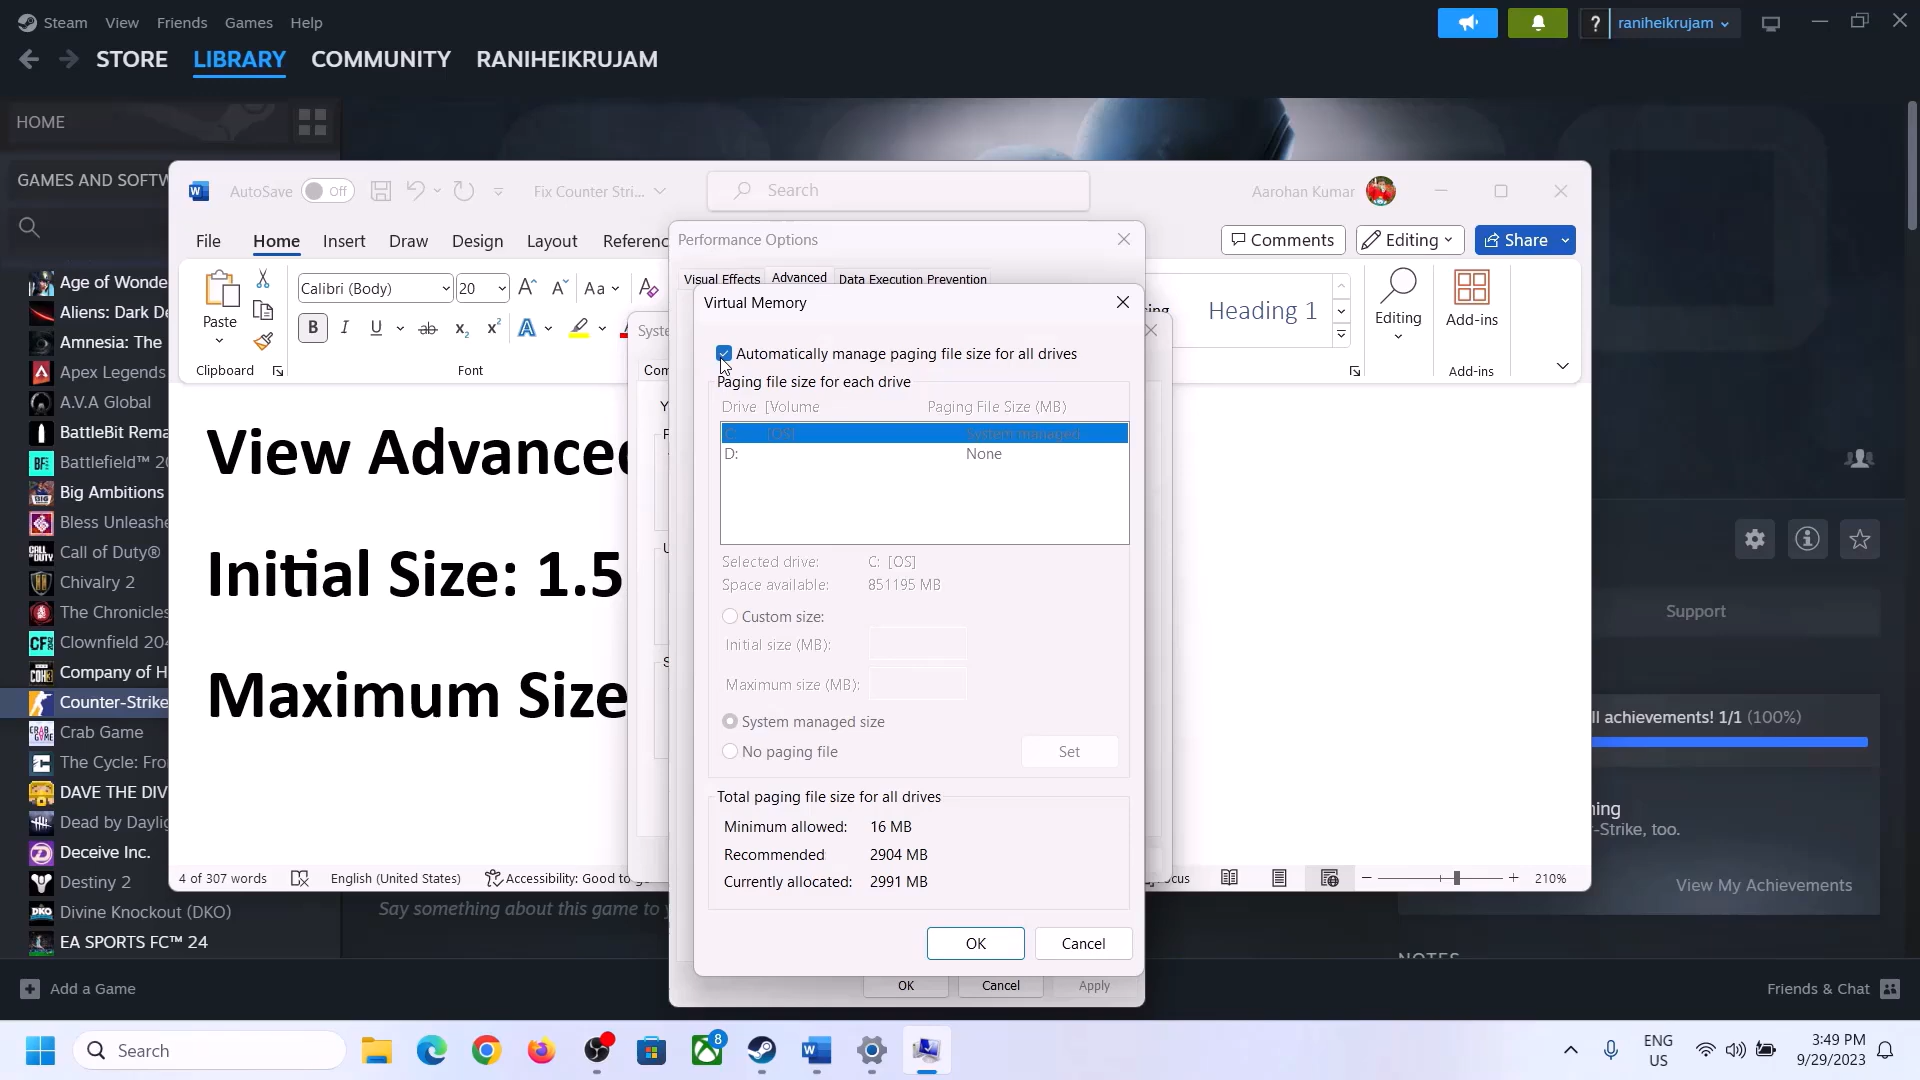 Steam View Friends Games Help
? raniheikrujam
STORE LIBRARY COMMUNITY RANIHEIKRUJAM
HOME
GAMES AND SOFTW
Age of Wonde
Aliens: Dark De
Amnesia: The
Apex Legends
A.V.A Global
BattleBit Rema
Battlefield™ 20
Big Ambitions
Bless Unleashe
Call of Duty®
Chivalry 2
The Chronicles
Clownfield 204
Company of H
Counter-Strike
Crab Game
The Cycle: Fro
DAVE THE DIV
Dead by Daylig
Deceive Inc.
Destiny 2
Divine Knockout (DKO)
EA SPORTS FC™ 24
Add a Game
AutoSave Off Fix Counter Stri... Search Aarohan Kumar
File Home Insert Draw Design Layout Referenc Comments Editing Share
Calibri (Body) 20 Aa
Paste
Clipboard Font
Heading 1
Editing Add-ins
Add-ins
View Advanced
Initial Size: 1.5
Maximum Size
4 of 307 words English (United States) Accessibility: Good to g 210%
Performance Options
Visual Effects Advanced Data Execution Prevention
OK Cancel Apply
Virtual Memory
Automatically manage paging file size for all drives
Paging file size for each drive
Drive [Volume Paging File Size (MB)
C: [OS] System managed
D: None
Selected drive: C: [OS]
Space available: 851195 MB
Custom size:
Initial size (MB):
Maximum size (MB):
System managed size
No paging file Set
Total paging file size for all drives
Minimum allowed: 16 MB
Recommended 2904 MB
Currently allocated: 2991 MB
OK Cancel
Support
ll achievements! 1/1 (100%)
-Strike, too.
View My Achievements
Say something about this game to y
NOTES
Friends & Chat
Search
8
ENG
US
3:49 PM
9/29/2023